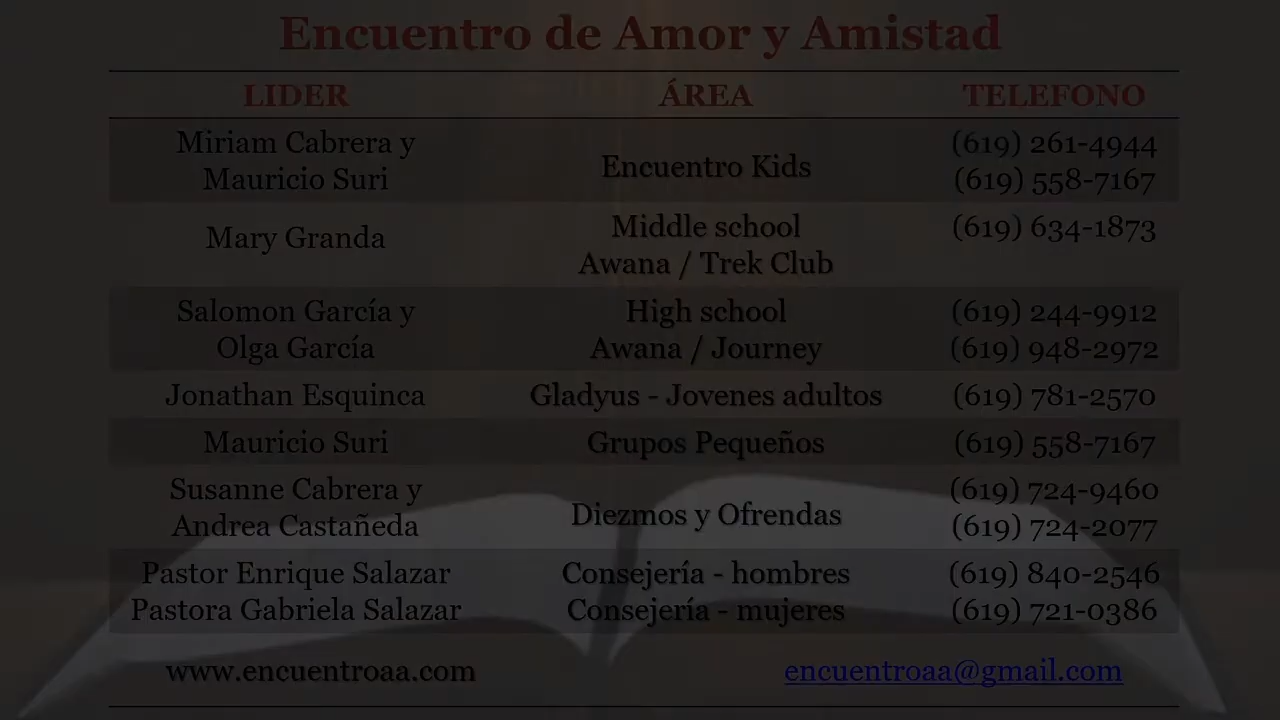 Encuentro de Amor y Amistad
LIDER ÁREA TELEFONO
Miriam Cabrera y
Mauricio Suri
Encuentro Kids
(619) 261-4944
(619) 558-7167
Mary Granda
Middle school
Awana / Trek Club
(619) 634-1873
Salomon García y
Olga García
High school
Awana / Journey
(619) 244-9912
(619) 948-2972
Jonathan Esquinca Gladyus - Jovenes adultos (619) 781-2570
Mauricio Suri Grupos Pequeños (619) 558-7167
Susanne Cabrera y
Andrea Castañeda
Diezmos y Ofrendas
(619) 724-9460
(619) 724-2077
Pastor Enrique Salazar Consejería - hombres (619) 840-2546
Pastora Gabriela Salazar Consejería - mujeres (619) 721-0386
www.encuentroaa.com encuentroaa@gmail.com